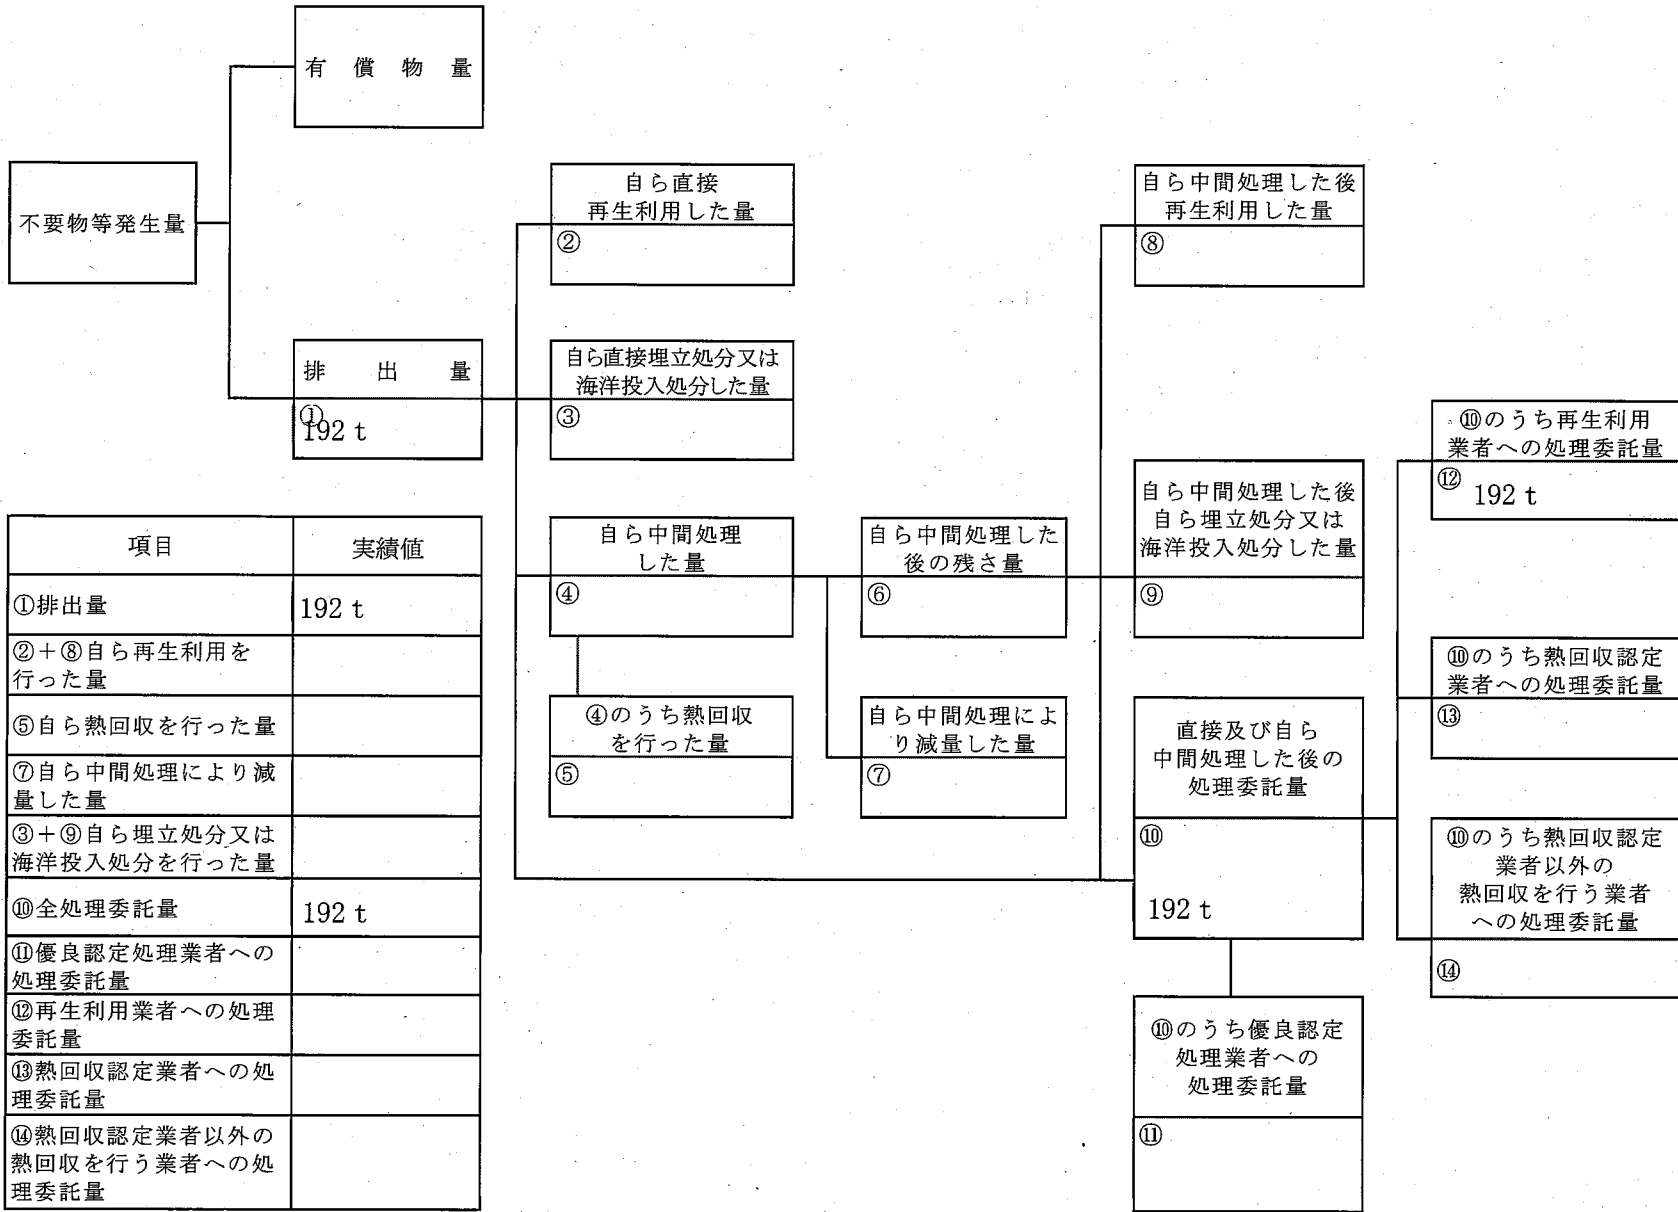 有償物量
不要物等発生量
排出量
①
192 t
自ら直接
再生利用した量
②
自ら直接埋立処分又は
海洋投入処分した量
③
自ら中間処理
した量
④
④のうち熱回収
を行った量
⑤
自ら中間処理した
後の残さ量
⑥
自ら中間処理によ
り減量した量
⑦
自ら中間処理した後
再生利用した量
⑧
自ら中間処理した後
自ら埋立処分又は
海洋投入処分した量
⑨
直接及び自ら
中間処理した後の
処理委託量
⑩
192 t
⑩のうち優良認定
処理業者への
処理委託量
⑪
⑩のうち再生利用
業者への処理委託量
⑫
192 t
⑩のうち熱回収認定
業者への処理委託量
⑬
⑩のうち熱回収認定
業者以外の
熱回収を行う業者
への処理委託量
⑭
項目 実績値
①排出量 192 t
②+⑧自ら再生利用を
行った量
⑤自ら熱回収を行った量
⑦自ら中間処理により減
量した量
③+⑨自ら埋立処分又は
海洋投入処分を行った量
⑩全処理委託量 192 t
⑪優良認定処理業者への
処理委託量
⑫再生利用業者への処理
委託量
⑬熱回収認定業者への処
理委託量
⑭熱回収認定業者以外の
熱回収を行う業者への処
理委託量